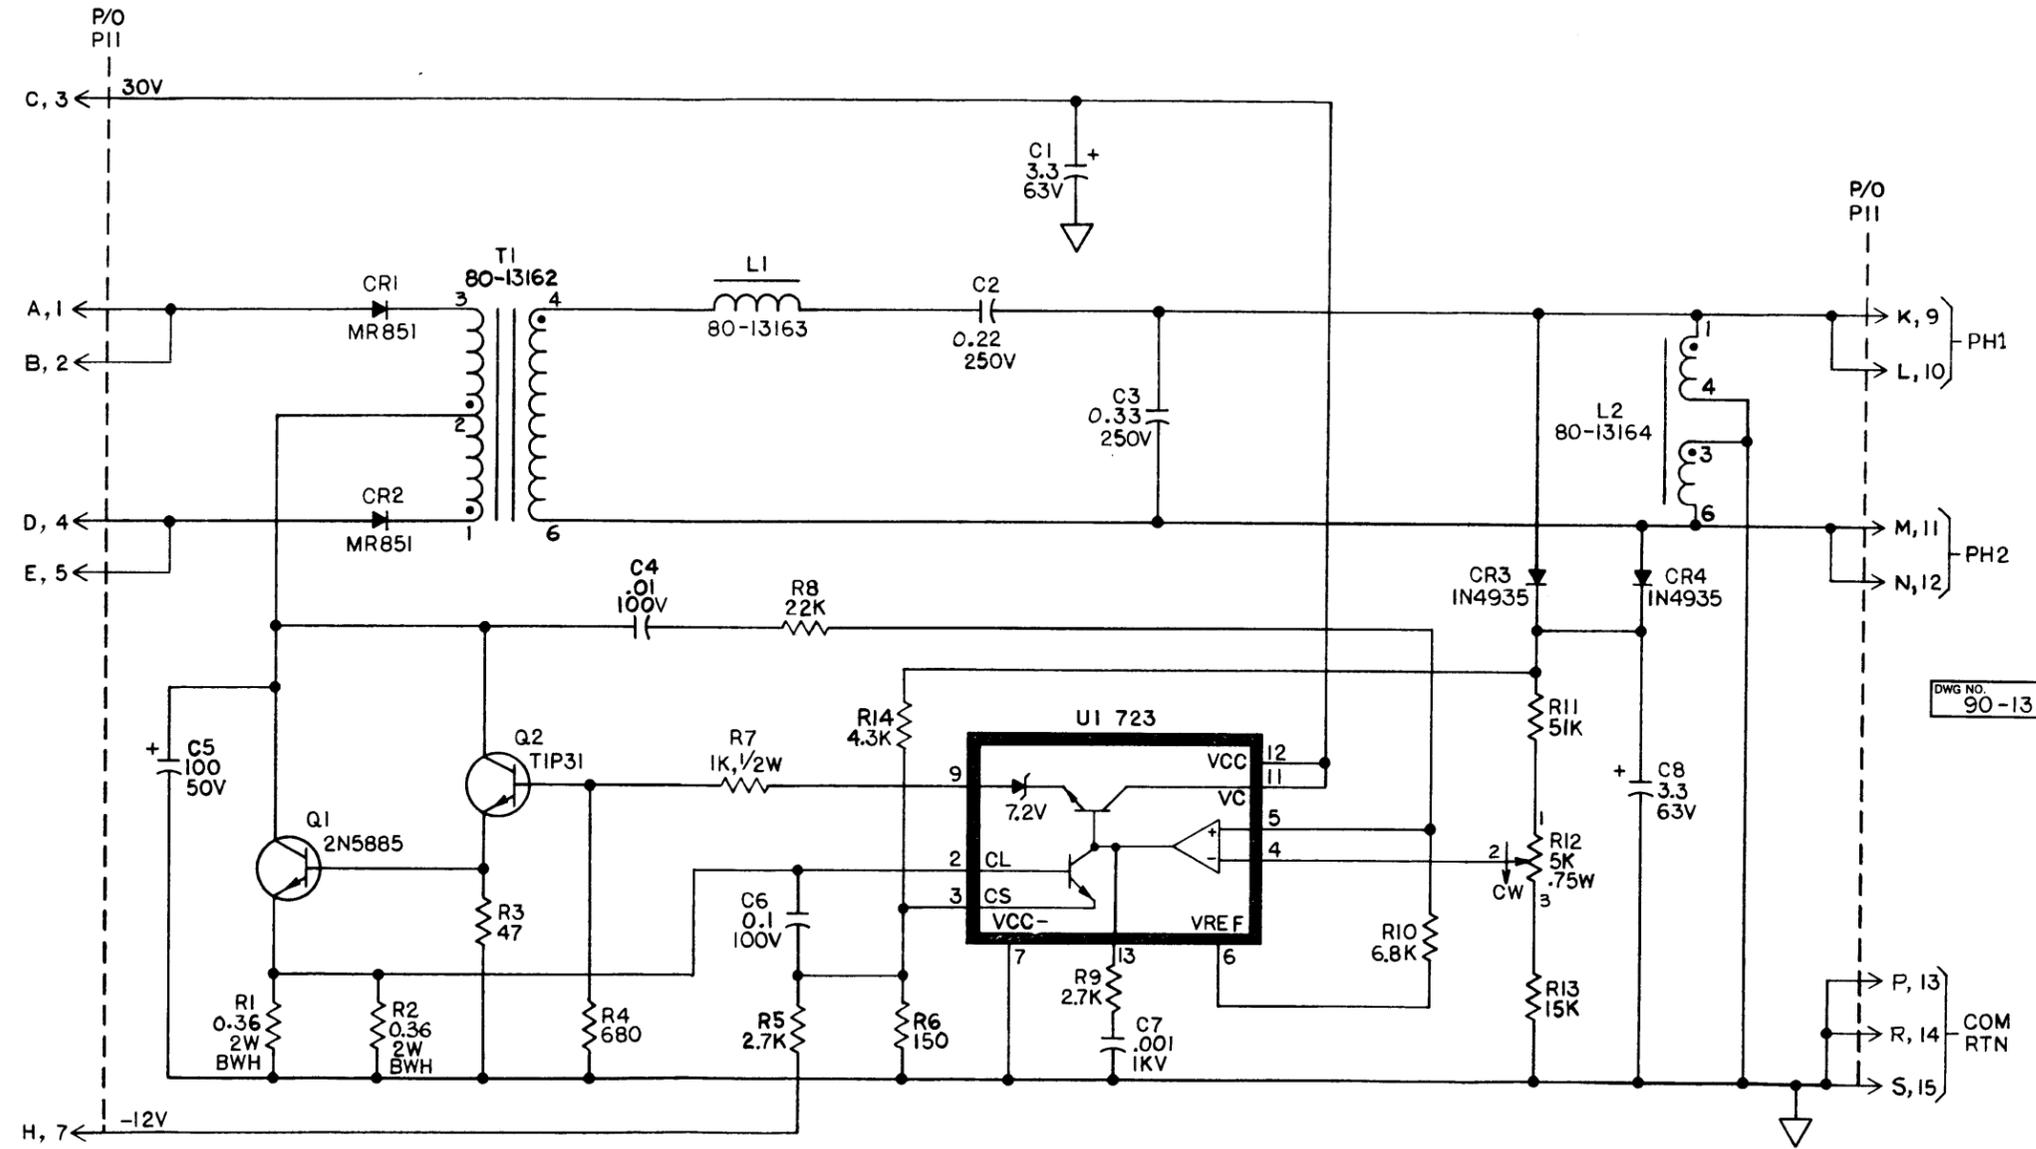 P/O
P11
C, 3
30V
C1
3.3
63V
+
P/O
P11
A, 1
B, 2
CR1
MR851
T1
80-13162
3
4
2
1
6
L1
80-13163
C2
0.22
250V
C3
0.33
250V
L2
80-13164
1
4
3
6
K, 9
L, 10
PH1
D, 4
E, 5
CR2
MR851
M, 11
N, 12
PH2
C4
.01
100V
R8
22K
CR3
1N4935
CR4
1N4935
DWG NO.
90-13
+
C5
100
50V
Q2
TIP31
R7
1K, 1/2W
R14
4.3K
U1 723
9
7.2V
VCC
12
VC
11
+
5
-
4
2
CL
3
CS
VCC-
VREF
7
13
6
R11
51K
1
2
R12
5K
.75W
CW
3
+
C8
3.3
63V
Q1
2N5885
R3
47
C6
0.1
100V
R10
6.8K
R1
0.36
2W
BWH
R2
0.36
2W
BWH
R4
680
R5
2.7K
R6
150
R9
2.7K
C7
.001
1KV
R13
15K
P, 13
R, 14
S, 15
COM
RTN
H, 7
-12V